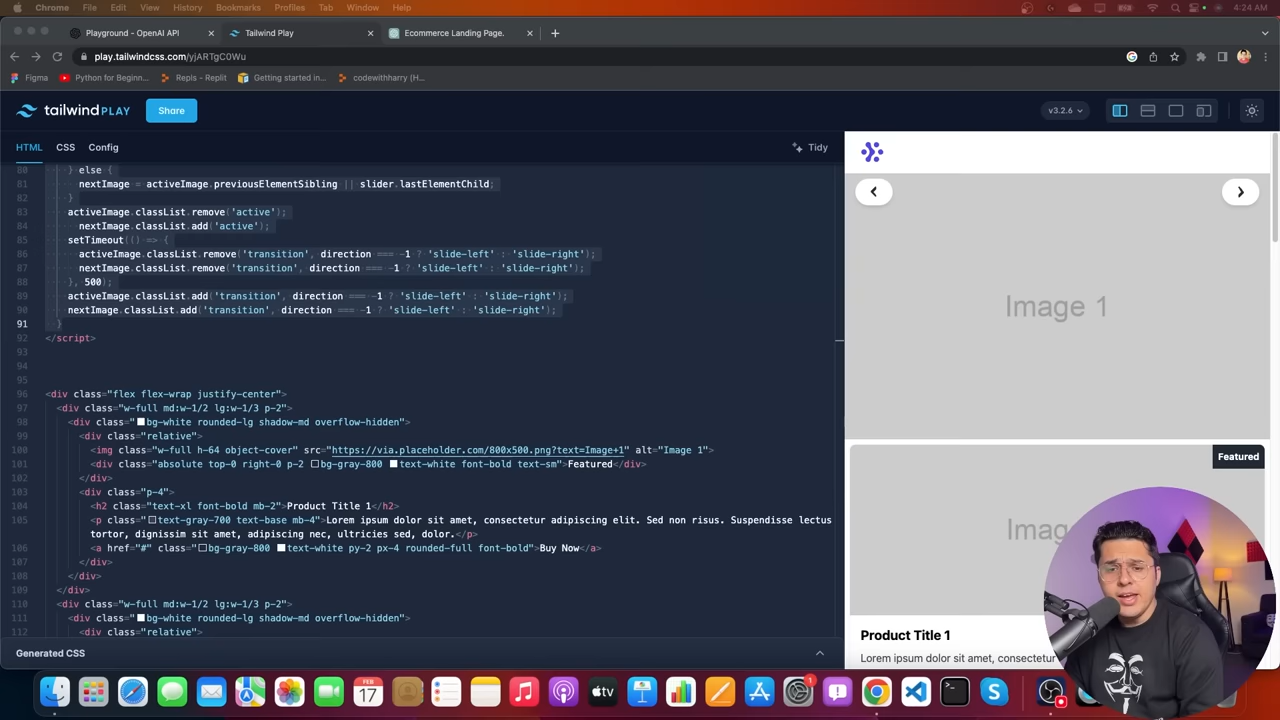 Chrome File Edit View History Bookmarks Profiles Tab Window Help 4:24 AM
Playground - OpenAI API Tailwind Play Ecommerce Landing Page.
play.tailwindcss.com/yjARTgC0Wu
Figma Python for Beginn... Repls - Replit Getting started in... codewithharry (H...
tailwind PLAY Share v3.2.6
HTML CSS Config Tidy
80 } else {
81 nextImage = activeImage.previousElementSibling || slider.lastElementChild;
82 }
83 activeImage.classList.remove('active');
84 nextImage.classList.add('active');
85 setTimeout(() => {
86 activeImage.classList.remove('transition', direction === -1 ? 'slide-left' : 'slide-right');
87 nextImage.classList.remove('transition', direction === -1 ? 'slide-left' : 'slide-right');
88 }, 500);
89 activeImage.classList.add('transition', direction === -1 ? 'slide-left' : 'slide-right');
90 nextImage.classList.add('transition', direction === -1 ? 'slide-left' : 'slide-right');
91 }
92 </script>
93
94
95
96 <div class="flex flex-wrap justify-center">
97 <div class="w-full md:w-1/2 lg:w-1/3 p-2">
98 <div class="bg-white rounded-lg shadow-md overflow-hidden">
99 <div class="relative">
100 <img class="w-full h-64 object-cover" src="https://via.placeholder.com/800x500.png?text=Image+1" alt="Image 1">
101 <div class="absolute top-0 right-0 p-2 bg-gray-800 text-white font-bold text-sm">Featured</div>
102 </div>
103 <div class="p-4">
104 <h2 class="text-xl font-bold mb-2">Product Title 1</h2>
105 <p class="text-gray-700 text-base mb-4">Lorem ipsum dolor sit amet, consectetur adipiscing elit. Sed non risus. Suspendisse lectus
tortor, dignissim sit amet, adipiscing nec, ultricies sed, dolor.</p>
106 <a href="#" class="bg-gray-800 text-white py-2 px-4 rounded-full font-bold">Buy Now</a>
107 </div>
108 </div>
109 </div>
110 <div class="w-full md:w-1/2 lg:w-1/3 p-2">
111 <div class="bg-white rounded-lg shadow-md overflow-hidden">
112 <div class="relative">
Generated CSS
Image 1
Featured
Product Title 1
Lorem ipsum dolor sit amet, consectetur
FEB
17
tv
1